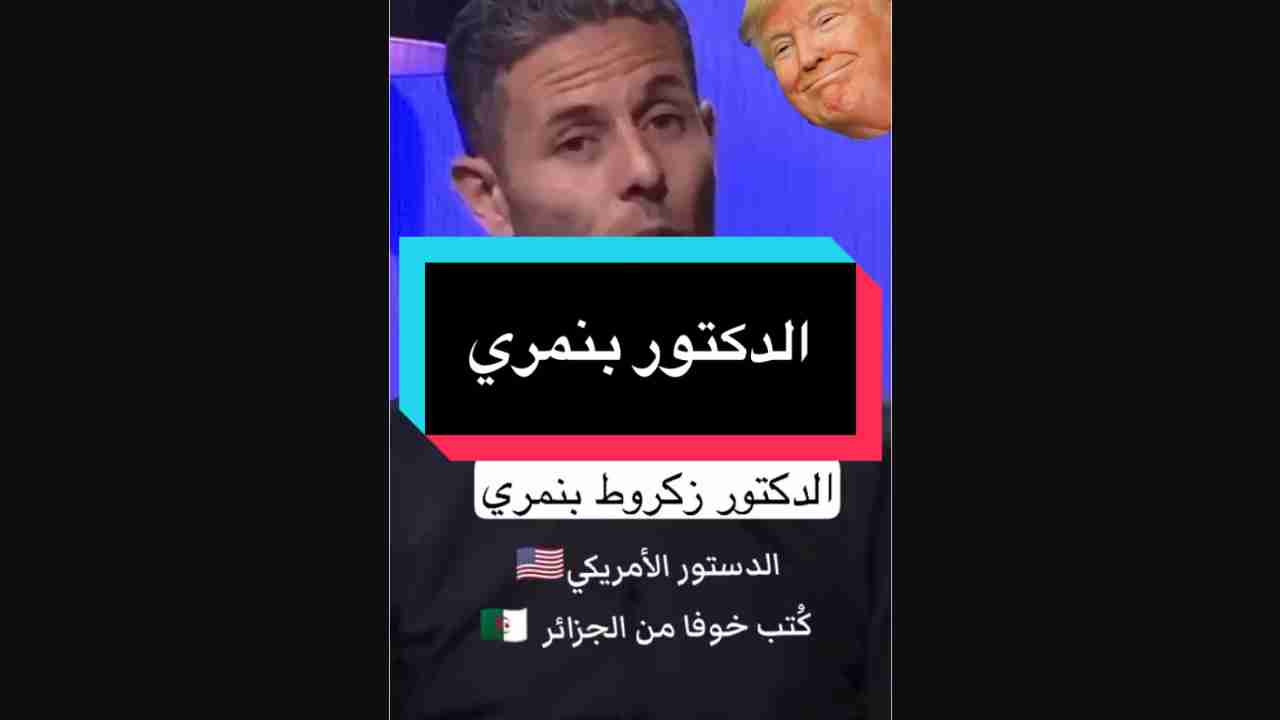 الدكتور بنمري
الدكتور زكروط بنمري
الدستور الأمريكي🇺🇸
كُتب خوفا من الجزائر 🇩🇿